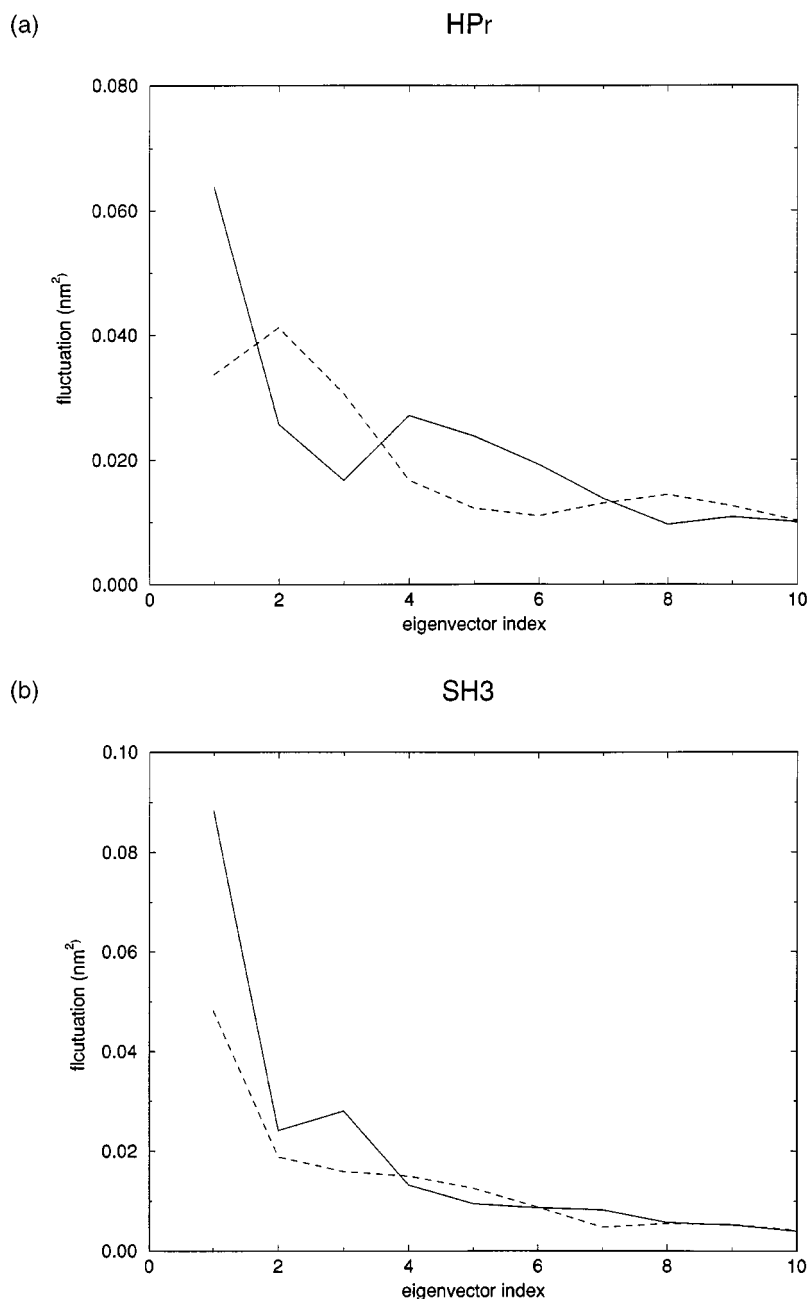 (a)
HPr
0.080
0.060
0.040
0.020
0.000
fluctuation (nm²)
0 2 4 6 8 10
eigenvector index
(b)
SH3
0.10
0.08
0.06
0.04
0.02
0.00
flcutuation (nm²)
0 2 4 6 8 10
eigenvector index